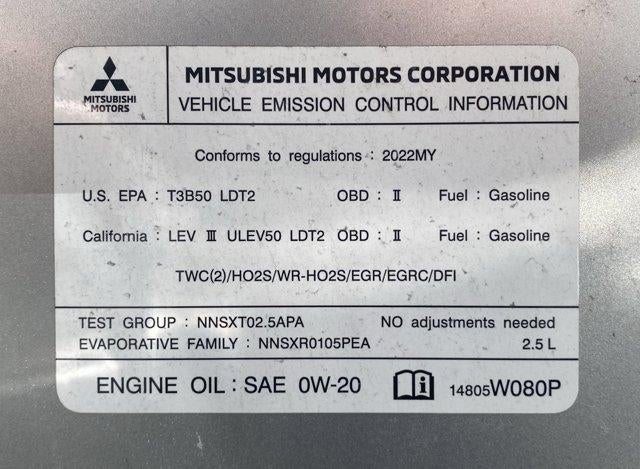 MITSUBISHI MOTORS
MITSUBISHI MOTORS CORPORATION
VEHICLE EMISSION CONTROL INFORMATION
Conforms to regulations : 2022MY
U.S. EPA : T3B50 LDT2 OBD : Ⅱ Fuel : Gasoline
California : LEV Ⅲ ULEV50 LDT2 OBD : Ⅱ Fuel : Gasoline
TWC(2)/HO2S/WR-HO2S/EGR/EGRC/DFI
TEST GROUP : NNSXT02.5APA NO adjustments needed
EVAPORATIVE FAMILY : NNSXR0105PEA 2.5 L
ENGINE OIL : SAE 0W-20 14805W080P